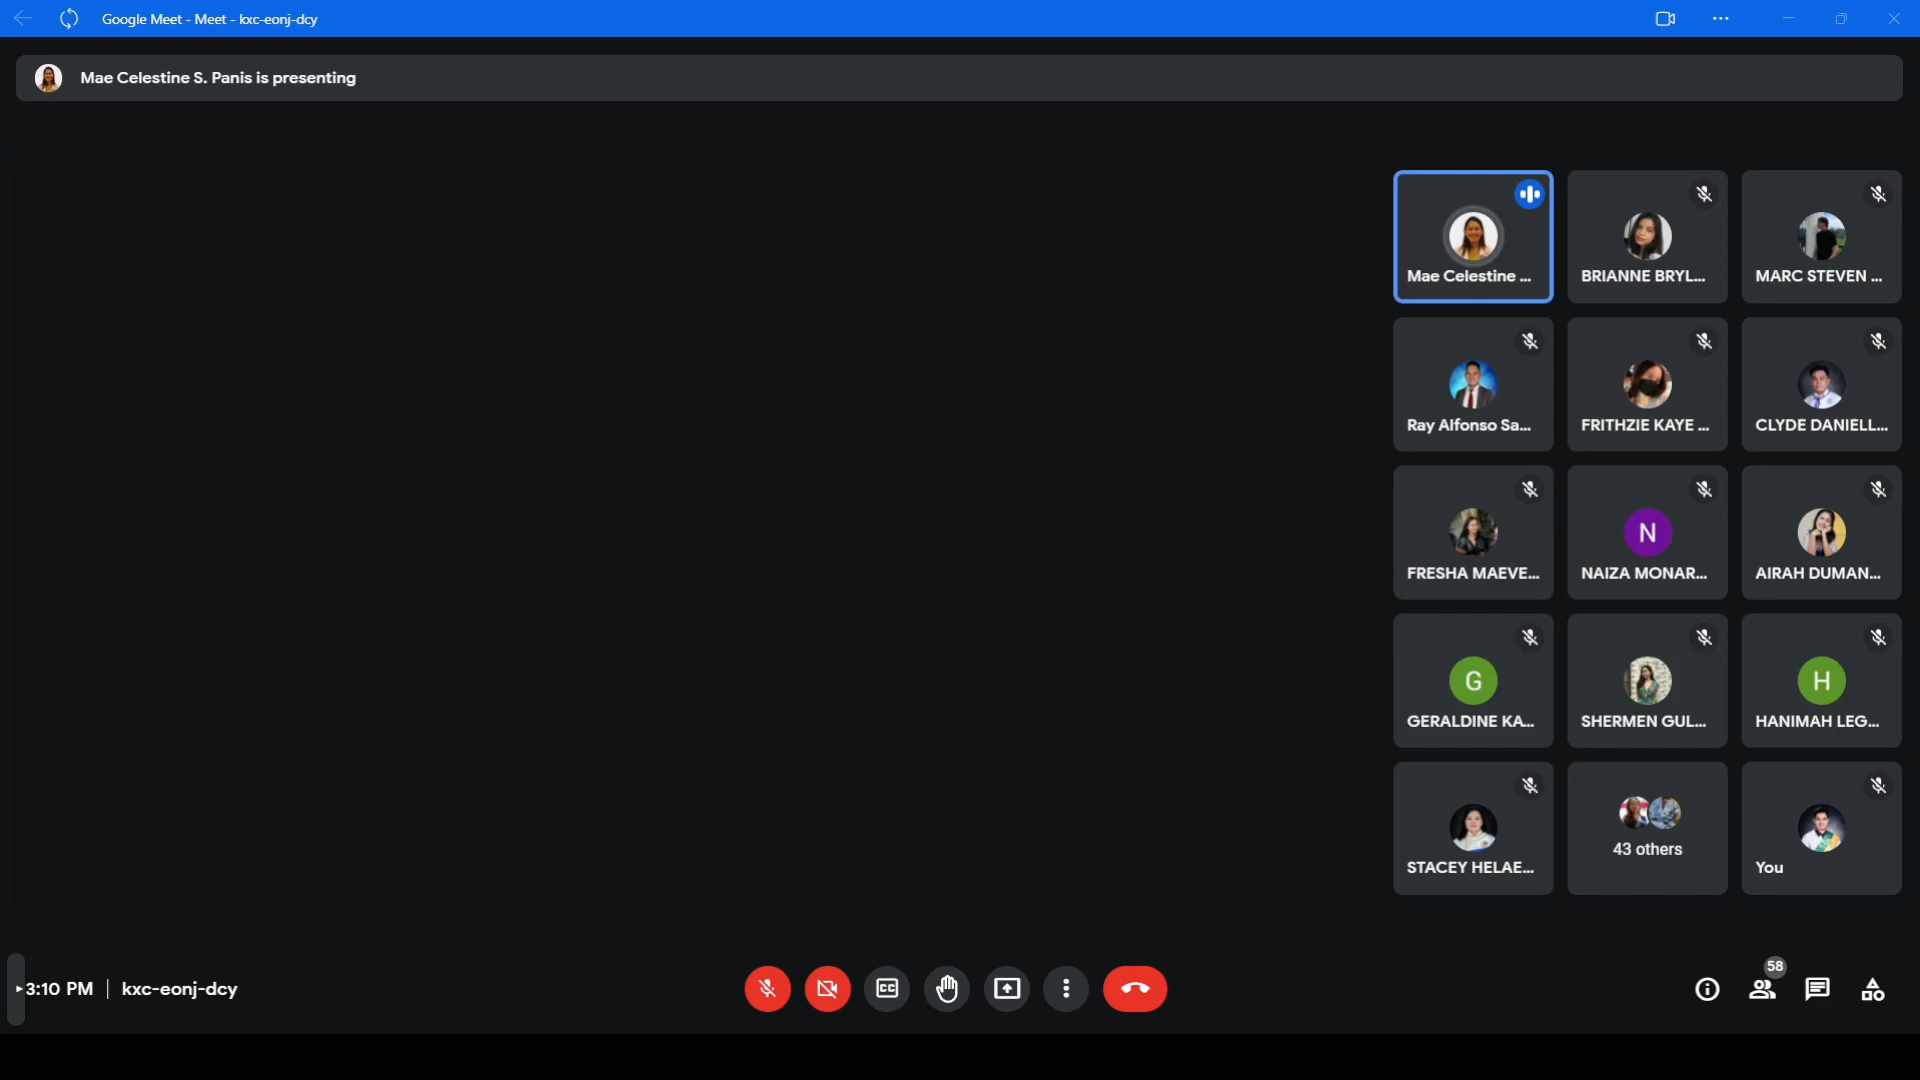 Google Meet - Meet - kxc-eonj-dcy
Mae Celestine S. Panis is presenting
Mae Celestine ...
BRIANNE BRYL...
MARC STEVEN ...
Ray Alfonso Sa...
FRITHZIE KAYE ...
CLYDE DANIELL...
FRESHA MAEVE...
N
NAIZA MONAR...
AIRAH DUMAN...
G
GERALDINE KA...
SHERMEN GUL...
H
HANIMAH LEG...
STACEY HELAE...
43 others
You
3:10 PM | kxc-eonj-dcy
CC
58